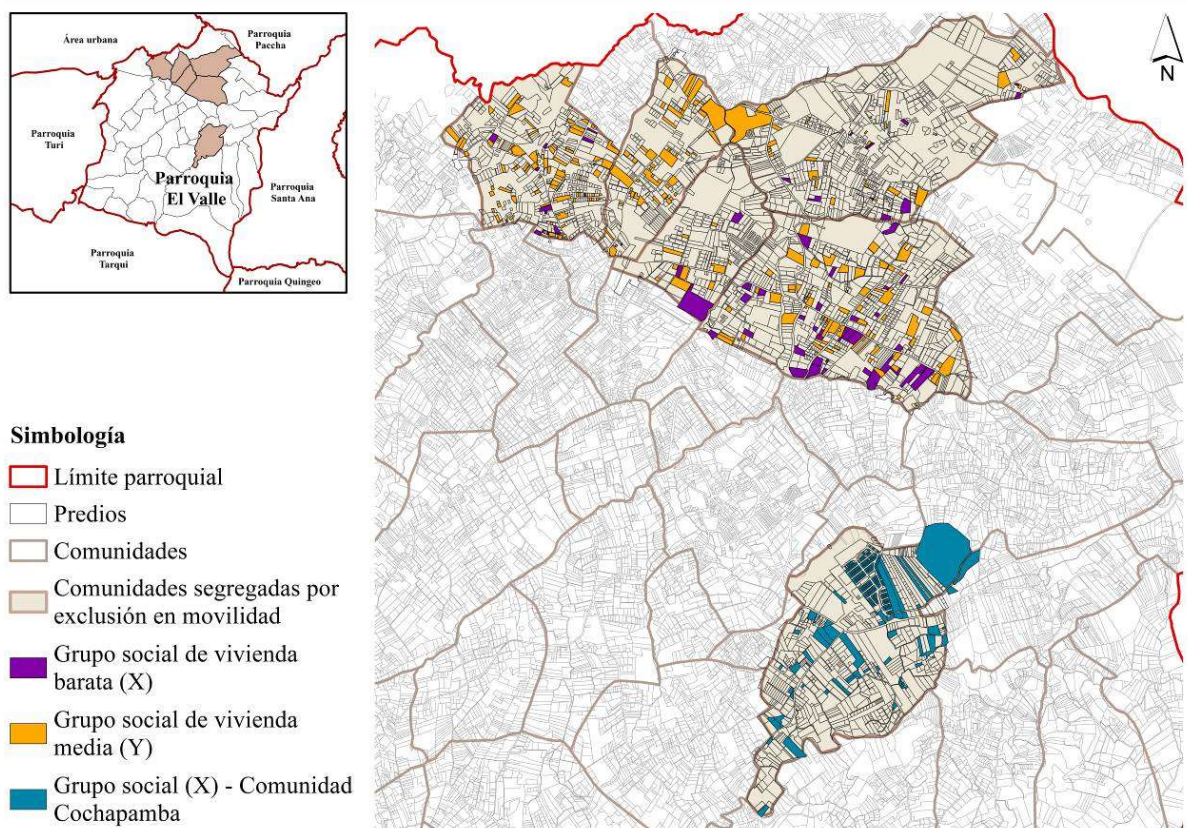 Área urbana
Parroquia
Paccha
Parroquia
Turi
Parroquia
El Valle
Parroquia
Santa Ana
Parroquia
Tarqui
Parroquia Quingeo
N
Simbología
Límite parroquial
Predios
Comunidades
Comunidades segregadas por
exclusión en movilidad
Grupo social de vivienda
barata (X)
Grupo social de vivienda
media (Y)
Grupo social (X) - Comunidad
Cochapamba